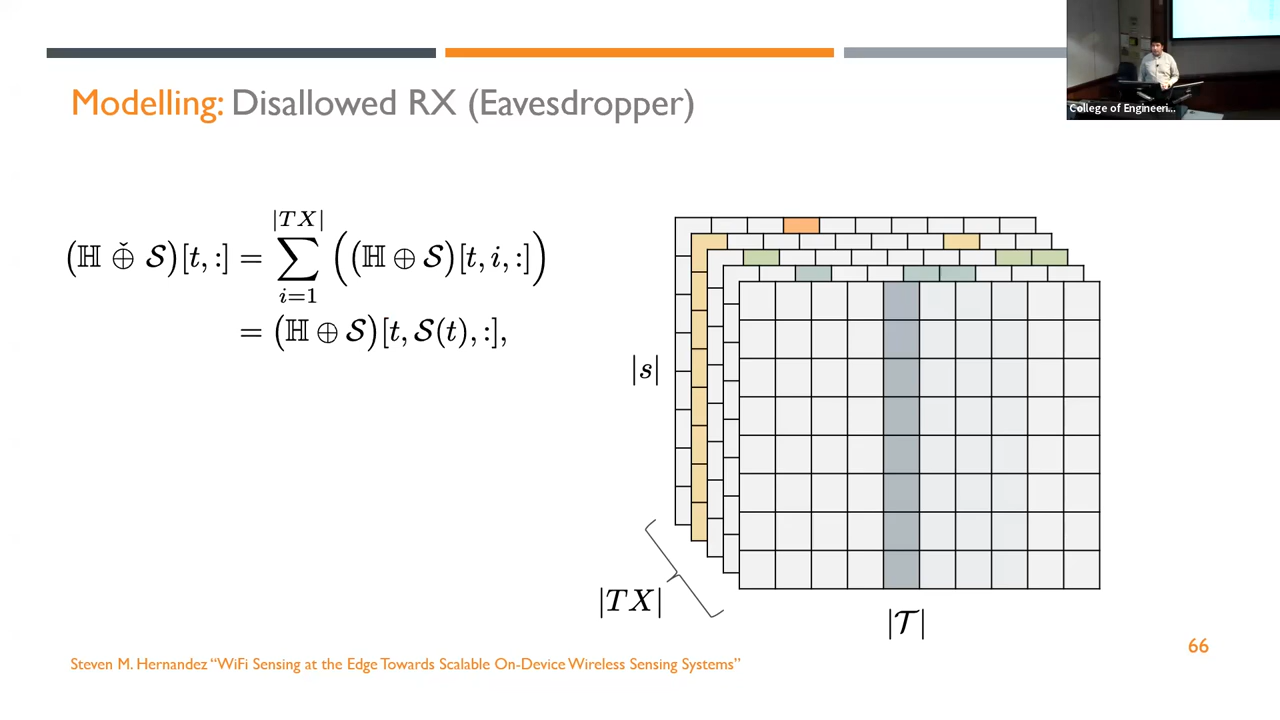 College of Engineeri...
Modelling: Disallowed RX (Eavesdropper)
(ℍ ⊕̌ 𝒮)[t, :] = ∑_{i=1}^{|TX|} ((ℍ ⊕ 𝒮)[t, i, :])
= (ℍ ⊕ 𝒮)[t, 𝒮(t), :],
|s|
|TX|
|𝒯|
66
Steven M. Hernandez “WiFi Sensing at the Edge Towards Scalable On-Device Wireless Sensing Systems”